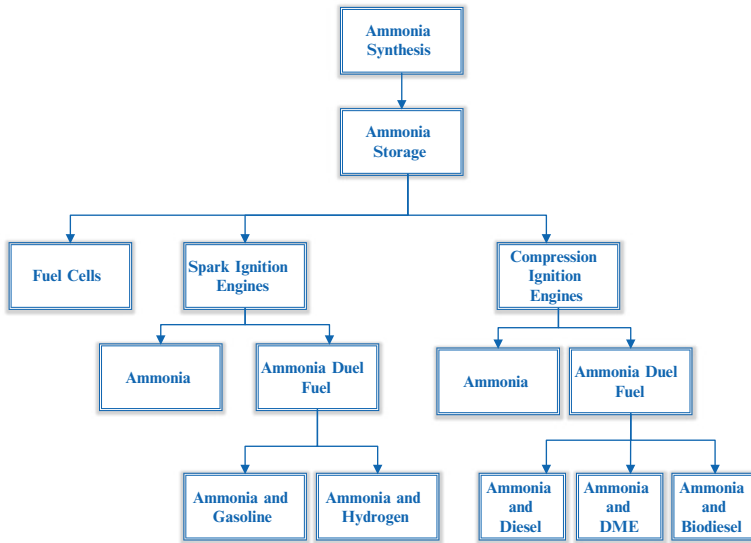 Ammonia
Synthesis
Ammonia
Storage
Fuel Cells
Spark Ignition
Engines
Compression
Ignition
Engines
Ammonia
Ammonia Duel
Fuel
Ammonia
Ammonia Duel
Fuel
Ammonia and
Gasoline
Ammonia and
Hydrogen
Ammonia
and
Diesel
Ammonia
and DME
Ammonia
and
Biodiesel